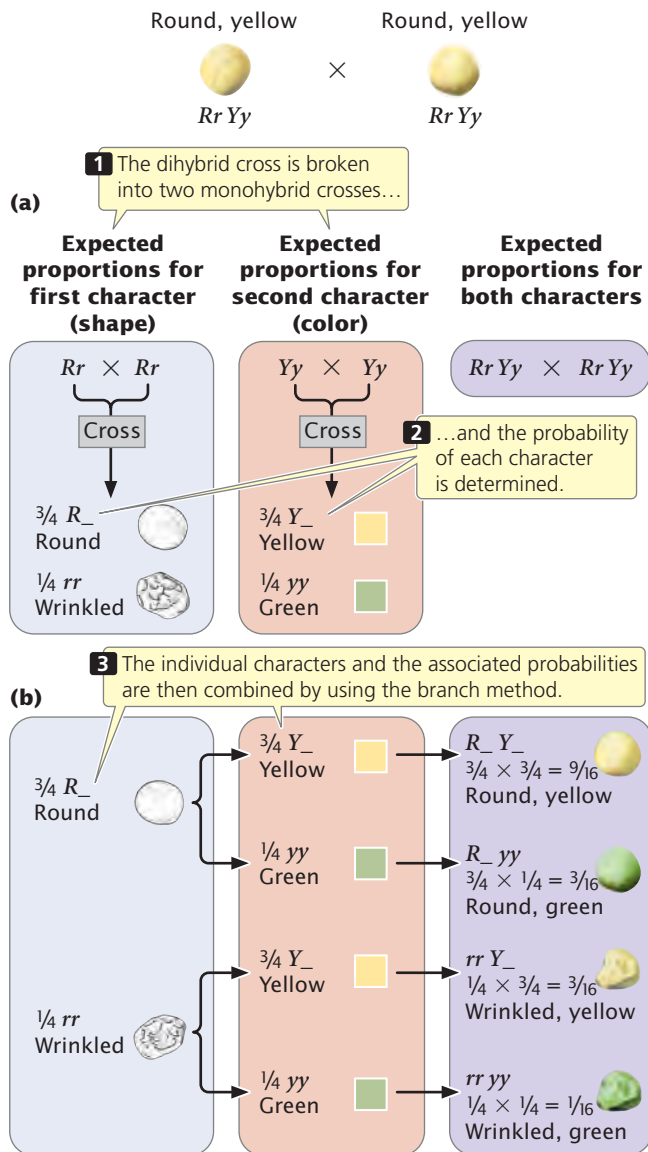 Round, yellow Round, yellow
×
Rr Yy Rr Yy
1 The dihybrid cross is broken
into two monohybrid crosses…
(a)
Expected
proportions for
first character
(shape)
Expected
proportions for
second character
(color)
Expected
proportions for
both characters
Rr × Rr
Cross
3/4 R_
Round
1/4 rr
Wrinkled
Yy × Yy
Cross
3/4 Y_
Yellow
1/4 yy
Green
Rr Yy × Rr Yy
2 …and the probability
of each character
is determined.
3 The individual characters and the associated probabilities
are then combined by using the branch method.
(b)
3/4 R_
Round
3/4 Y_
Yellow
R_ Y_
3/4 × 3/4 = 9/16
Round, yellow
1/4 yy
Green
R_ yy
3/4 × 1/4 = 3/16
Round, green
1/4 rr
Wrinkled
3/4 Y_
Yellow
rr Y_
1/4 × 3/4 = 3/16
Wrinkled, yellow
1/4 yy
Green
rr yy
1/4 × 1/4 = 1/16
Wrinkled, green